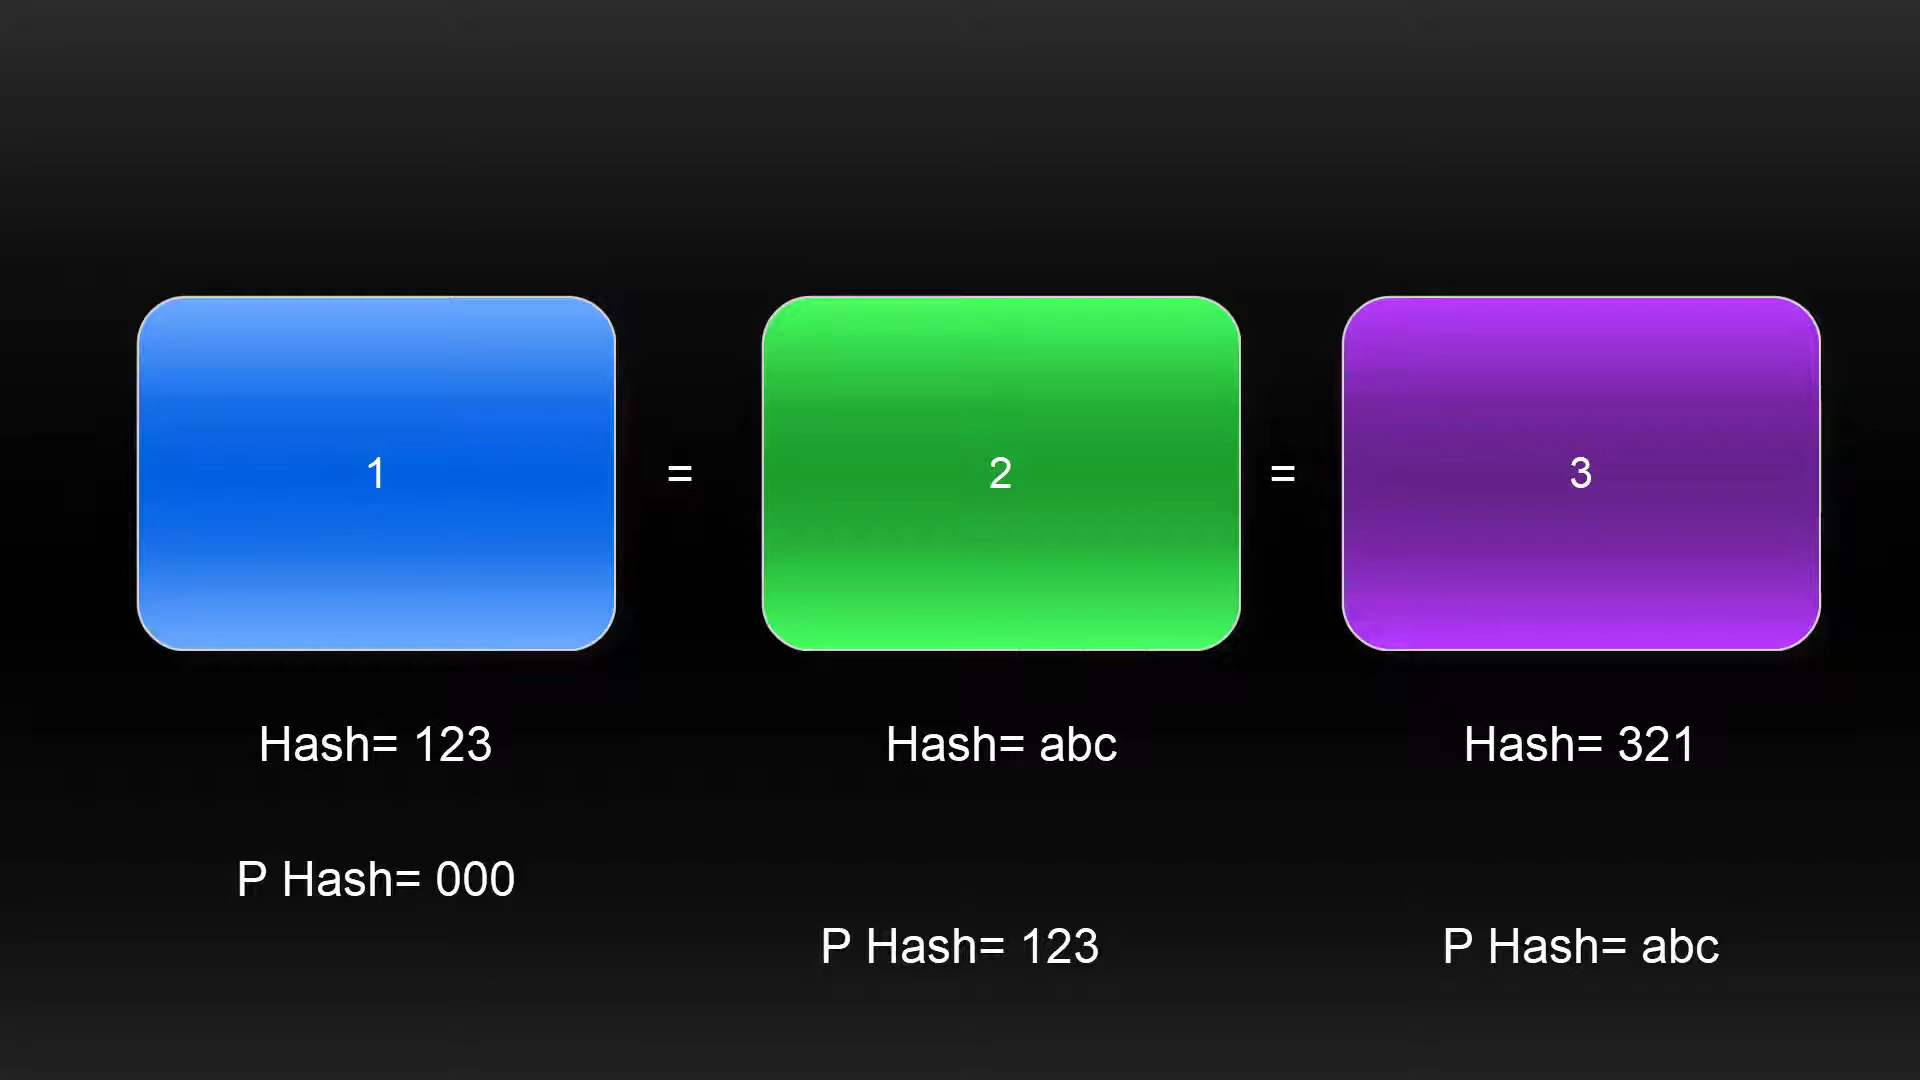 1 = 2 = 3
Hash= 123 Hash= abc Hash= 321
P Hash= 000
P Hash= 123 P Hash= abc